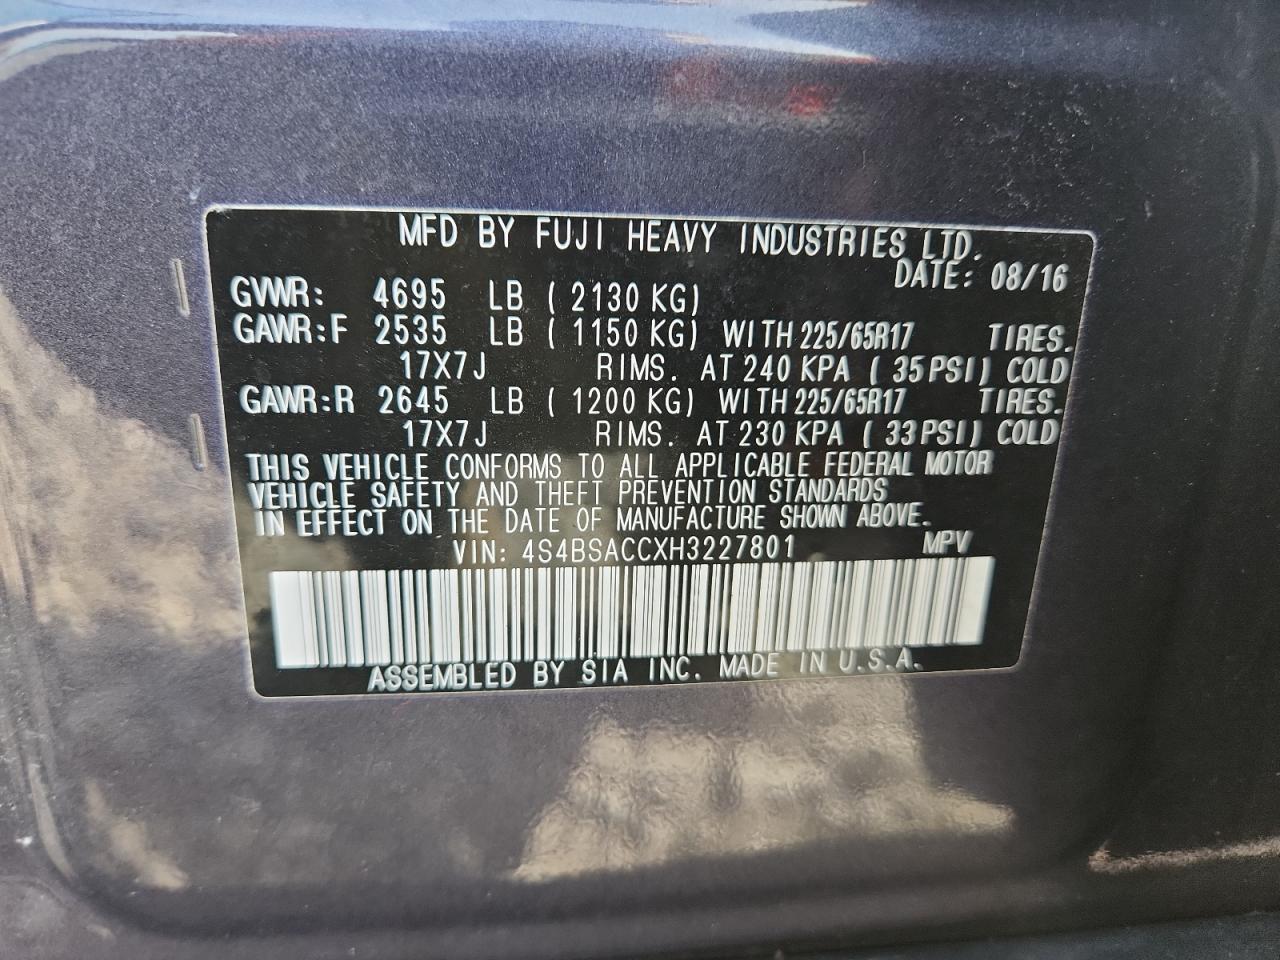 MFD BY FUJI HEAVY INDUSTRIES LTD.
DATE: 08/16
GVWR: 4695 LB ( 2130 KG)
GAWR:F 2535 LB ( 1150 KG) WITH 225/65R17 TIRES.
17X7J RIMS. AT 240 KPA ( 35 PSI) COLD
GAWR:R 2645 LB ( 1200 KG) WITH 225/65R17 TIRES.
17X7J RIMS. AT 230 KPA ( 33 PSI) COLD
THIS VEHICLE CONFORMS TO ALL APPLICABLE FEDERAL MOTOR
VEHICLE SAFETY AND THEFT PREVENTION STANDARDS
IN EFFECT ON THE DATE OF MANUFACTURE SHOWN ABOVE.
VIN: 4S4BSACCXH3227801 MPV
ASSEMBLED BY SIA INC. MADE IN U.S.A.